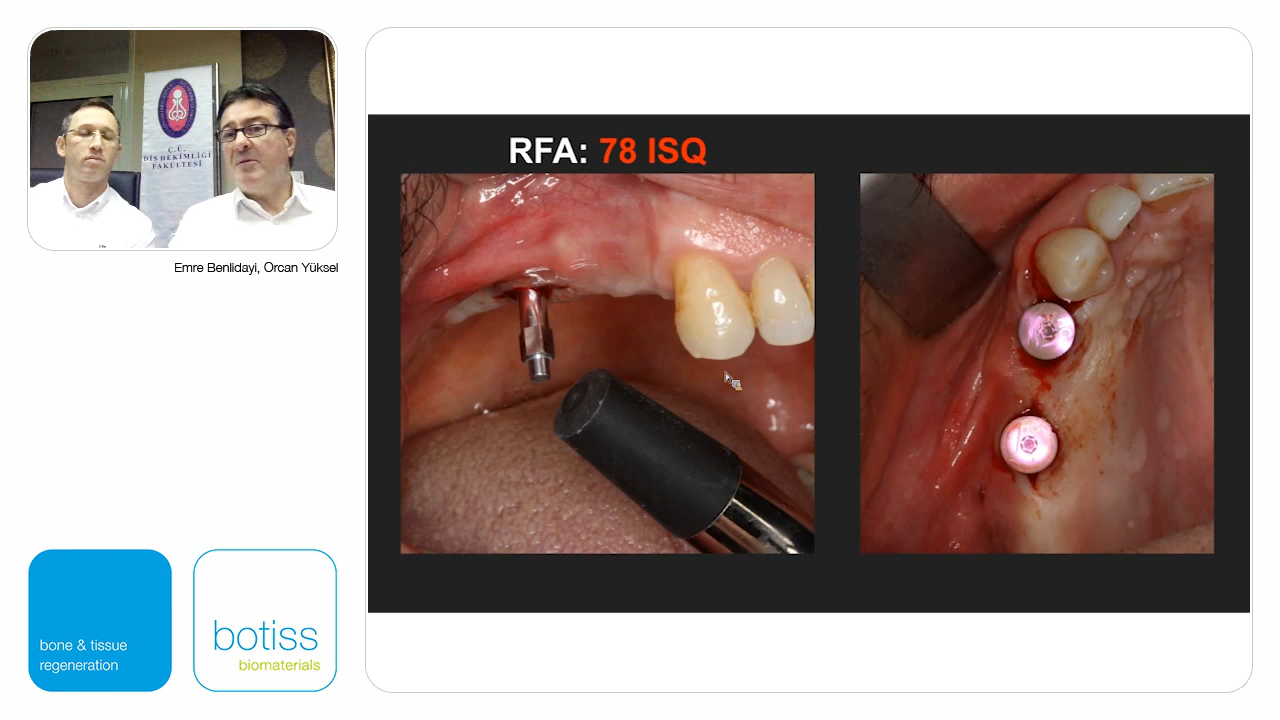 C.Ü.
DİŞ HEKİMLİĞİ
FAKÜLTESİ
Emre Benlidayi, Orcan Yüksel
RFA: 78 ISQ
bone & tissue
regeneration
botiss
biomaterials